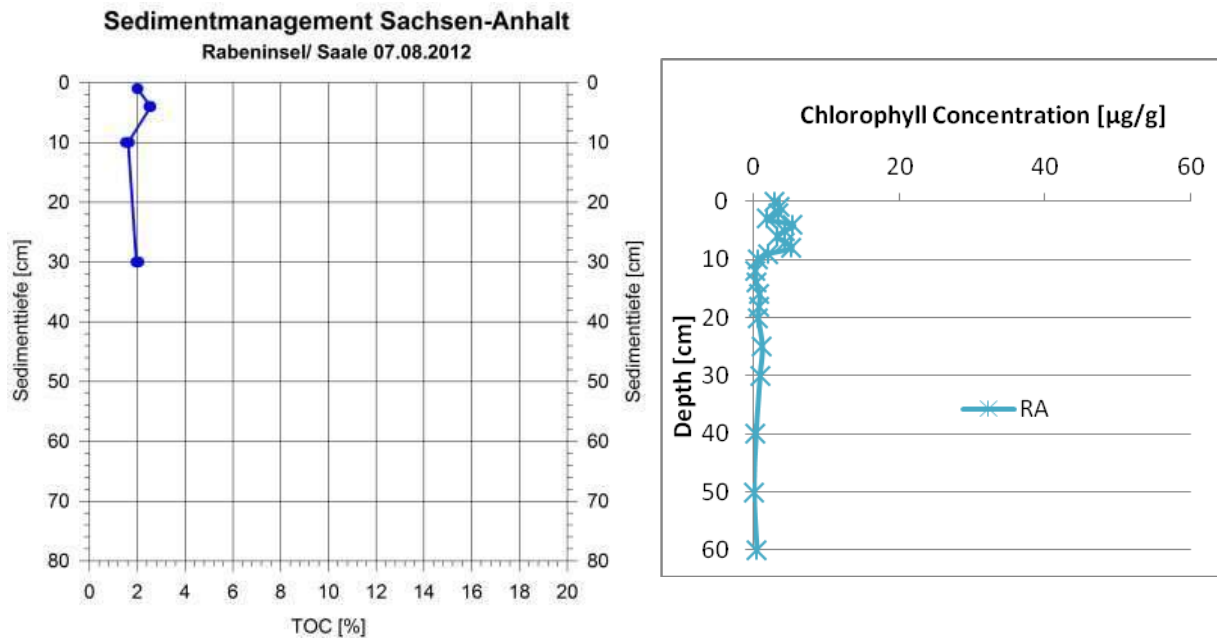 Sedimentmanagement Sachsen-Anhalt
Rabeninsel/ Saale 07.08.2012
0
10
20
30
40
50
60
70
80
Sedimenttiefe [cm]
0
10
20
30
40
50
60
70
80
Sedimenttiefe [cm]
0 2 4 6 8 10 12 14 16 18 20
TOC [%]
Chlorophyll Concentration [µg/g]
0 20 40 60
0
10
20
30
40
50
60
Depth [cm]
RA